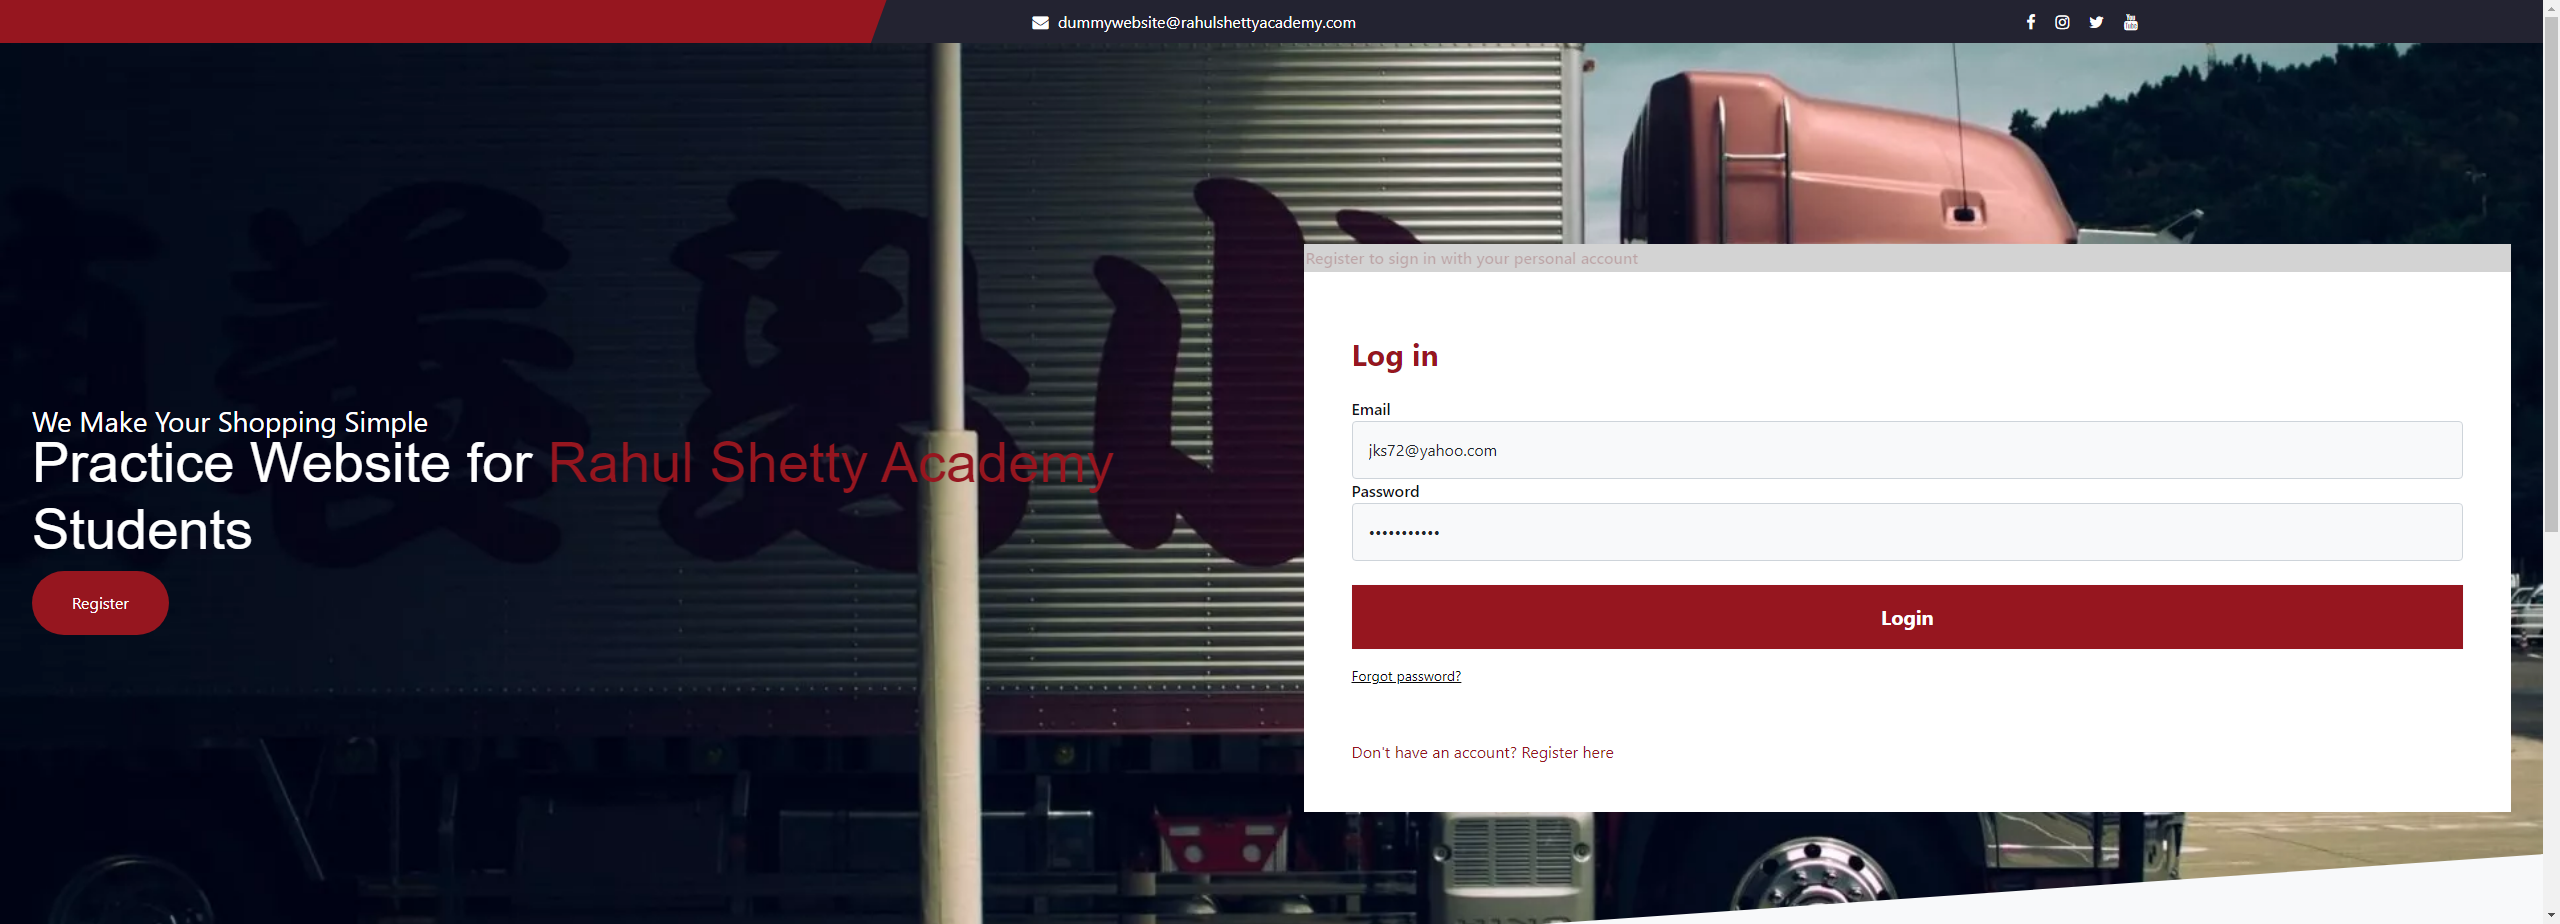 dummywebsite@rahulshettyacademy.com
We Make Your Shopping Simple
Practice Website for Rahul Shetty Academy
Students
Register
Register to sign in with your personal account
Log in
Email
jks72@yahoo.com
Password
•••••••••••
Login
Forgot password?
Don't have an account? Register here